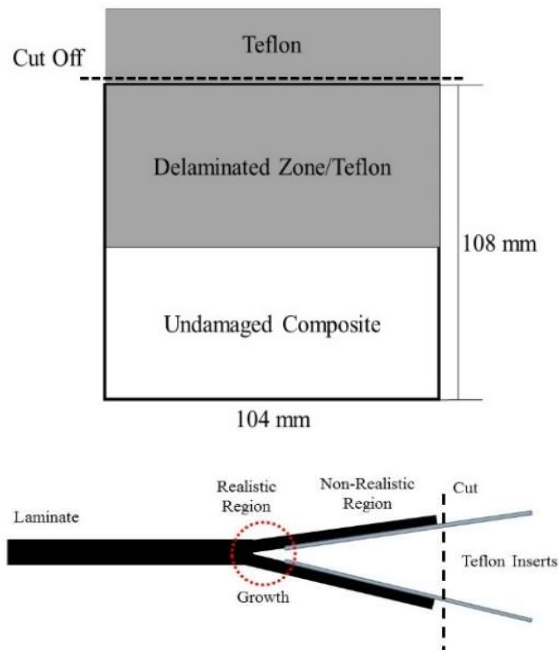 Teflon
Cut Off
Delaminated Zone/Teflon
108 mm
Undamaged Composite
104 mm
Realistic
Region
Non-Realistic
Region
Cut
Laminate
Teflon Inserts
Growth